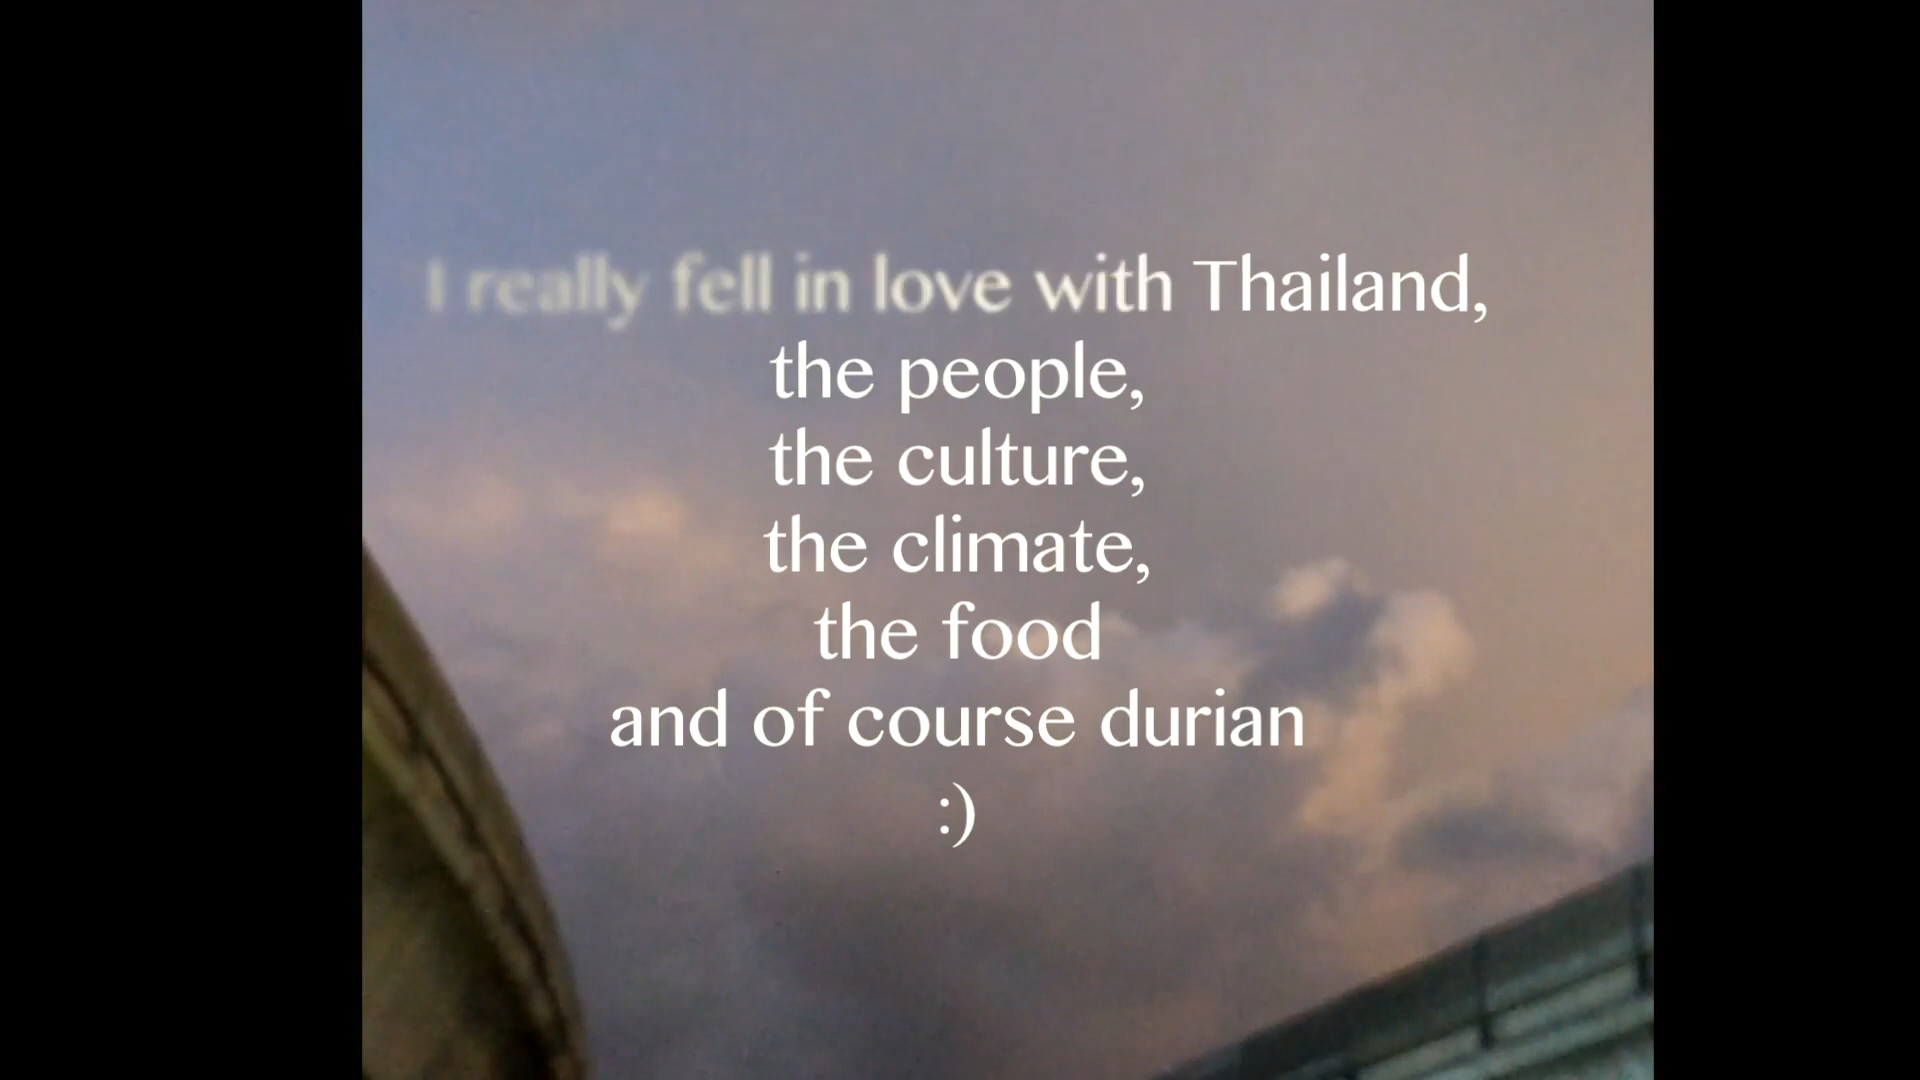 I really fell in love with Thailand,
the people,
the culture,
the climate,
the food
and of course durian
:)